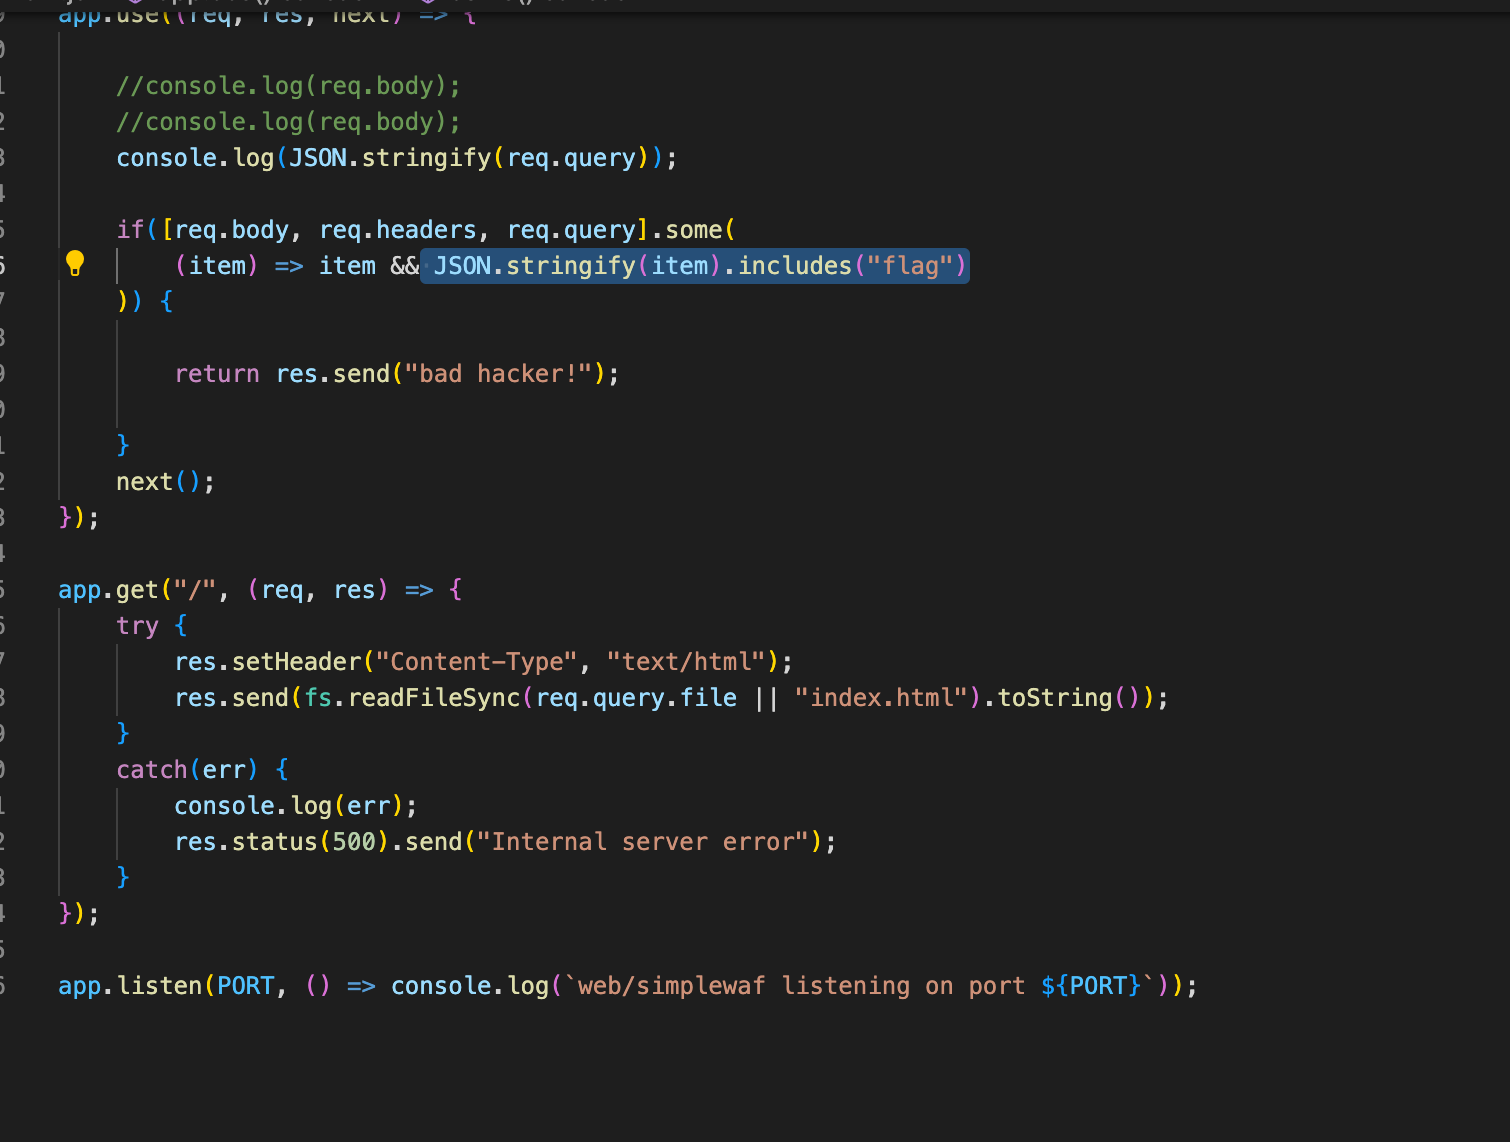 app.use((req, res, next) => {
//console.log(req.body);
//console.log(req.body);
console.log(JSON.stringify(req.query));
if([req.body, req.headers, req.query].some(
(item) => item && JSON.stringify(item).includes("flag")
)) {
return res.send("bad hacker!");
}
next();
});
app.get("/", (req, res) => {
try {
res.setHeader("Content-Type", "text/html");
res.send(fs.readFileSync(req.query.file || "index.html").toString());
}
catch(err) {
console.log(err);
res.status(500).send("Internal server error");
}
});
app.listen(PORT, () => console.log(`web/simplewaf listening on port ${PORT}`));